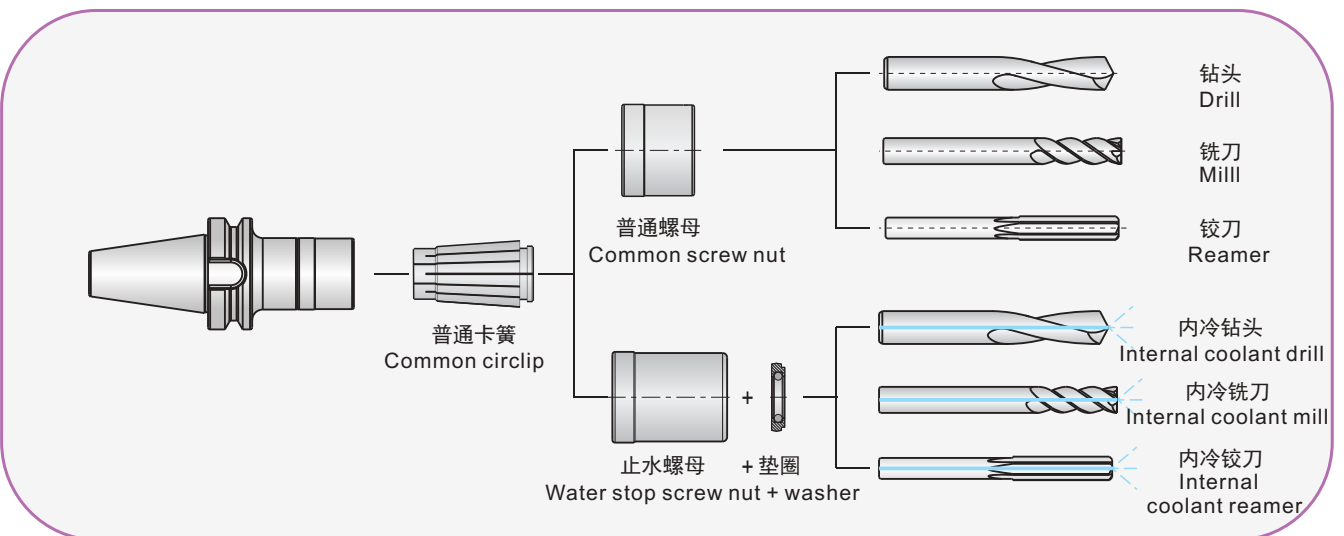 钻头
Drill
铣刀
Milll
铰刀
Reamer
普通螺母
Common screw nut
普通卡簧
Common circlip
内冷钻头
Internal coolant drill
内冷铣刀
Internal coolant mill
内冷铰刀
Internal
coolant reamer
+
止水螺母 +垫圈
Water stop screw nut + washer